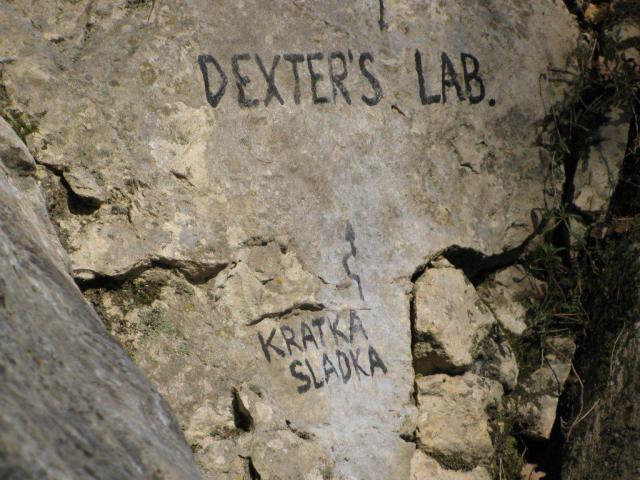 DEXTER'S LAB.
KRATKA
SLADKA